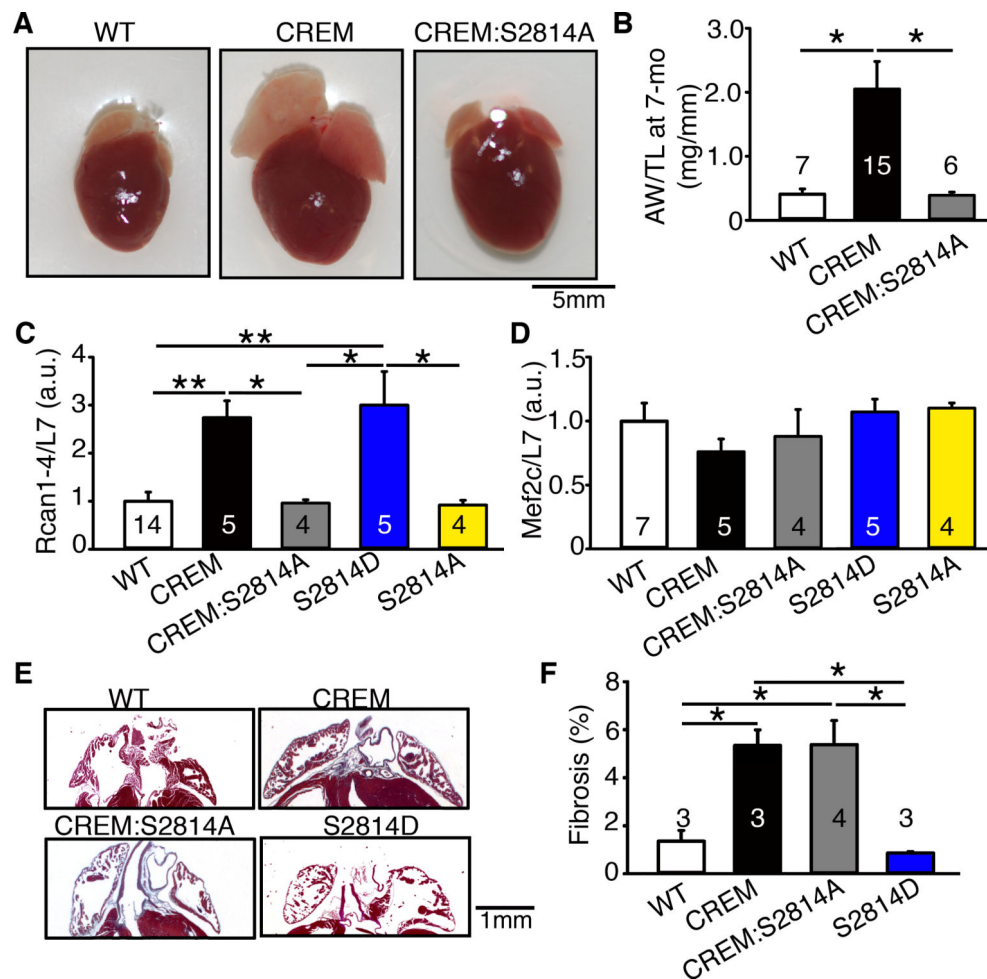 A
WT
CREM
CREM:S2814A
5mm
B
AW/TL at 7-mo
(mg/mm)
3.0
2.0
1.0
0
*
*
7
15
6
WT
CREM
CREM:S2814A
C
Rcan1-4/L7 (a.u.)
4
3
2
1
0
**
**
*
*
*
14
5
4
5
4
WT
CREM
CREM:S2814A
S2814D
S2814A
D
Mef2c/L7 (a.u.)
1.5
1.0
0.5
0
7
5
4
5
4
WT
CREM
CREM:S2814A
S2814D
S2814A
E
WT
CREM
CREM:S2814A
S2814D
1mm
F
Fibrosis (%)
8
6
4
2
0
*
*
*
*
3
3
4
3
WT
CREM
CREM:S2814A
S2814D